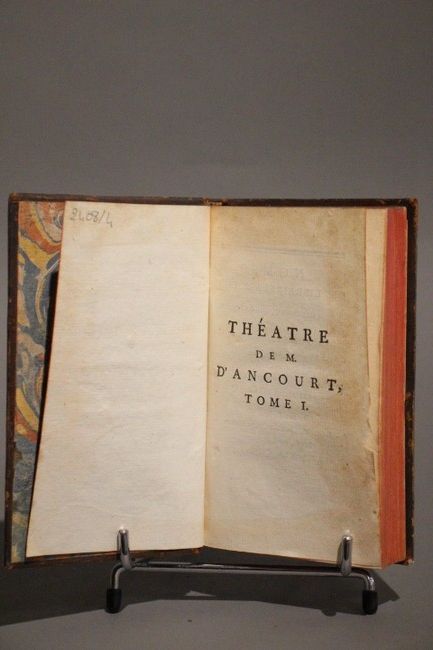 2408/4
THÉATRE
DE M.
D'ANCOURT,
TOME I.